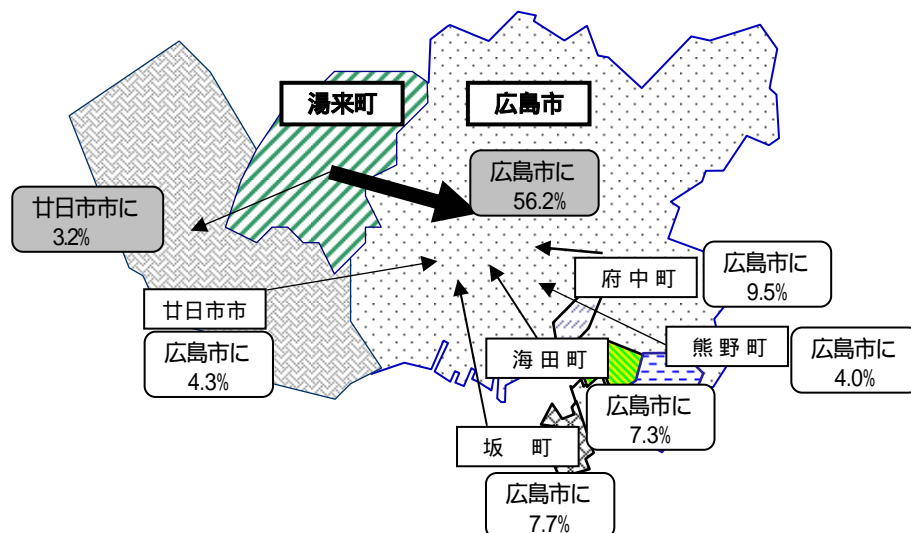 湯来町
広島市
広島市に
56.2%
廿日市市に
3.2%
府中町
広島市に
9.5%
廿日市市
広島市に
4.3%
海田町
熊野町
広島市に
4.0%
広島市に
7.3%
坂 町
広島市に
7.7%